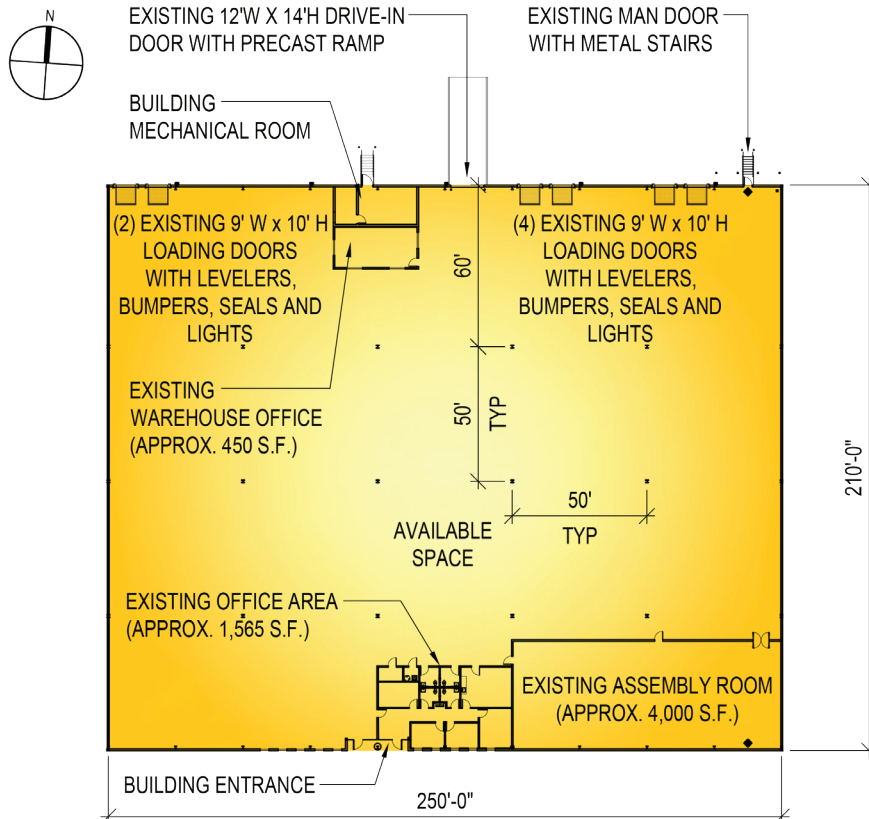 N
EXISTING 12'W X 14'H DRIVE-IN
DOOR WITH PRECAST RAMP
EXISTING MAN DOOR
WITH METAL STAIRS
BUILDING
MECHANICAL ROOM
(2) EXISTING 9' W x 10' H
LOADING DOORS
WITH LEVELERS,
BUMPERS, SEALS AND
LIGHTS
60'
(4) EXISTING 9' W x 10' H
LOADING DOORS
WITH LEVELERS,
BUMPERS, SEALS AND
LIGHTS
EXISTING
WAREHOUSE OFFICE
(APPROX. 450 S.F.)
50'
TYP
50'
TYP
210'-0"
AVAILABLE
SPACE
EXISTING OFFICE AREA
(APPROX. 1,565 S.F.)
EXISTING ASSEMBLY ROOM
(APPROX. 4,000 S.F.)
BUILDING ENTRANCE
250'-0"